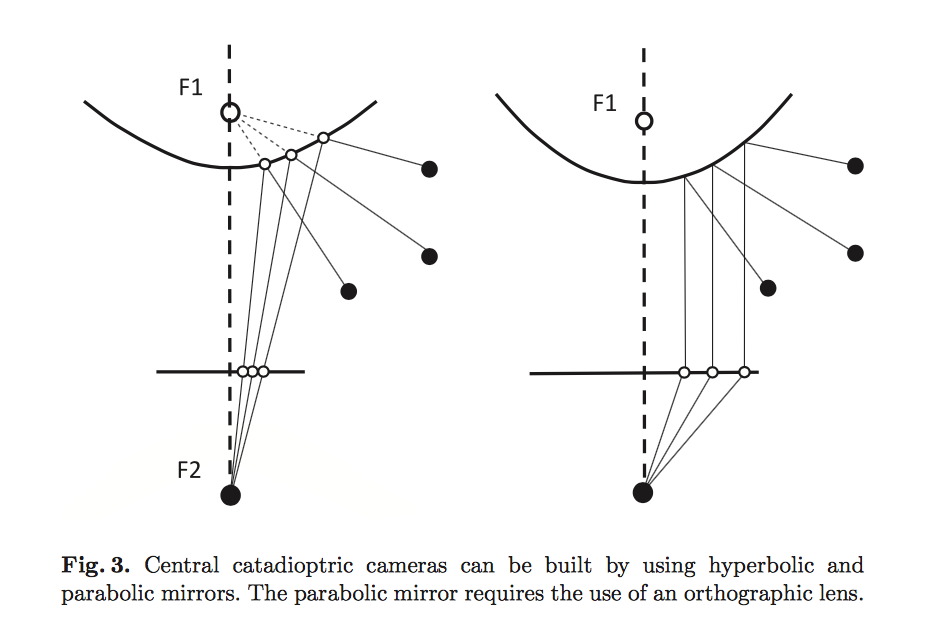 F1
F1
F2
Fig. 3. Central catadioptric cameras can be built by using hyperbolic and
parabolic mirrors. The parabolic mirror requires the use of an orthographic lens.